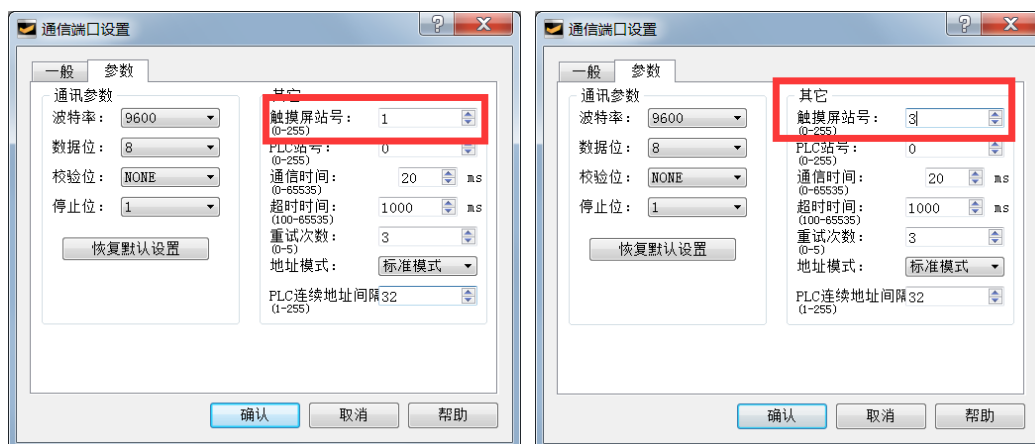 通信端口设置
一般 参数
通讯参数
波特率： 9600
数据位： 8
校验位： NONE
停止位： 1
恢复默认设置
其它
触摸屏站号： 1
(0-255)
PLC站号： 0
(0-255)
通信时间： 20 ms
(0-65535)
超时时间： 1000 ms
(100-65535)
重试次数： 3
(0-5)
地址模式： 标准模式
PLC连续地址间隔 32
(1-255)
确认 取消 帮助
通信端口设置
一般 参数
通讯参数
波特率： 9600
数据位： 8
校验位： NONE
停止位： 1
恢复默认设置
其它
触摸屏站号： 3
(0-255)
PLC站号： 0
(0-255)
通信时间： 20 ms
(0-65535)
超时时间： 1000 ms
(100-65535)
重试次数： 3
(0-5)
地址模式： 标准模式
PLC连续地址间隔 32
(1-255)
确认 取消 帮助